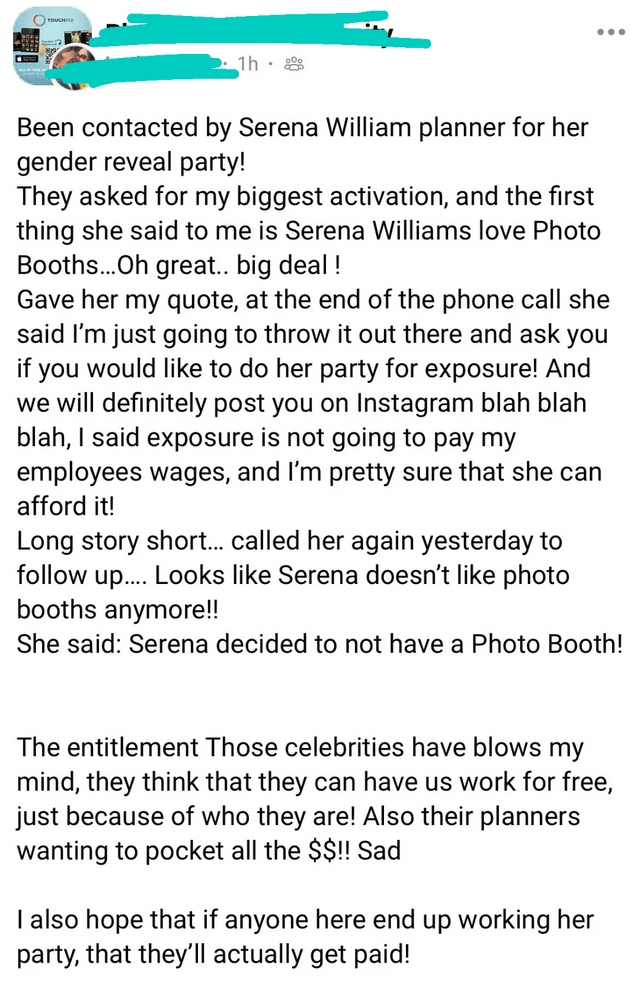 TOUCHPIX
1h
Been contacted by Serena William planner for her
gender reveal party!
They asked for my biggest activation, and the first
thing she said to me is Serena Williams love Photo
Booths...Oh great.. big deal !
Gave her my quote, at the end of the phone call she
said I’m just going to throw it out there and ask you
if you would like to do her party for exposure! And
we will definitely post you on Instagram blah blah
blah, I said exposure is not going to pay my
employees wages, and I’m pretty sure that she can
afford it!
Long story short... called her again yesterday to
follow up.... Looks like Serena doesn’t like photo
booths anymore!!
She said: Serena decided to not have a Photo Booth!
The entitlement Those celebrities have blows my
mind, they think that they can have us work for free,
just because of who they are! Also their planners
wanting to pocket all the $$!! Sad
I also hope that if anyone here end up working her
party, that they’ll actually get paid!